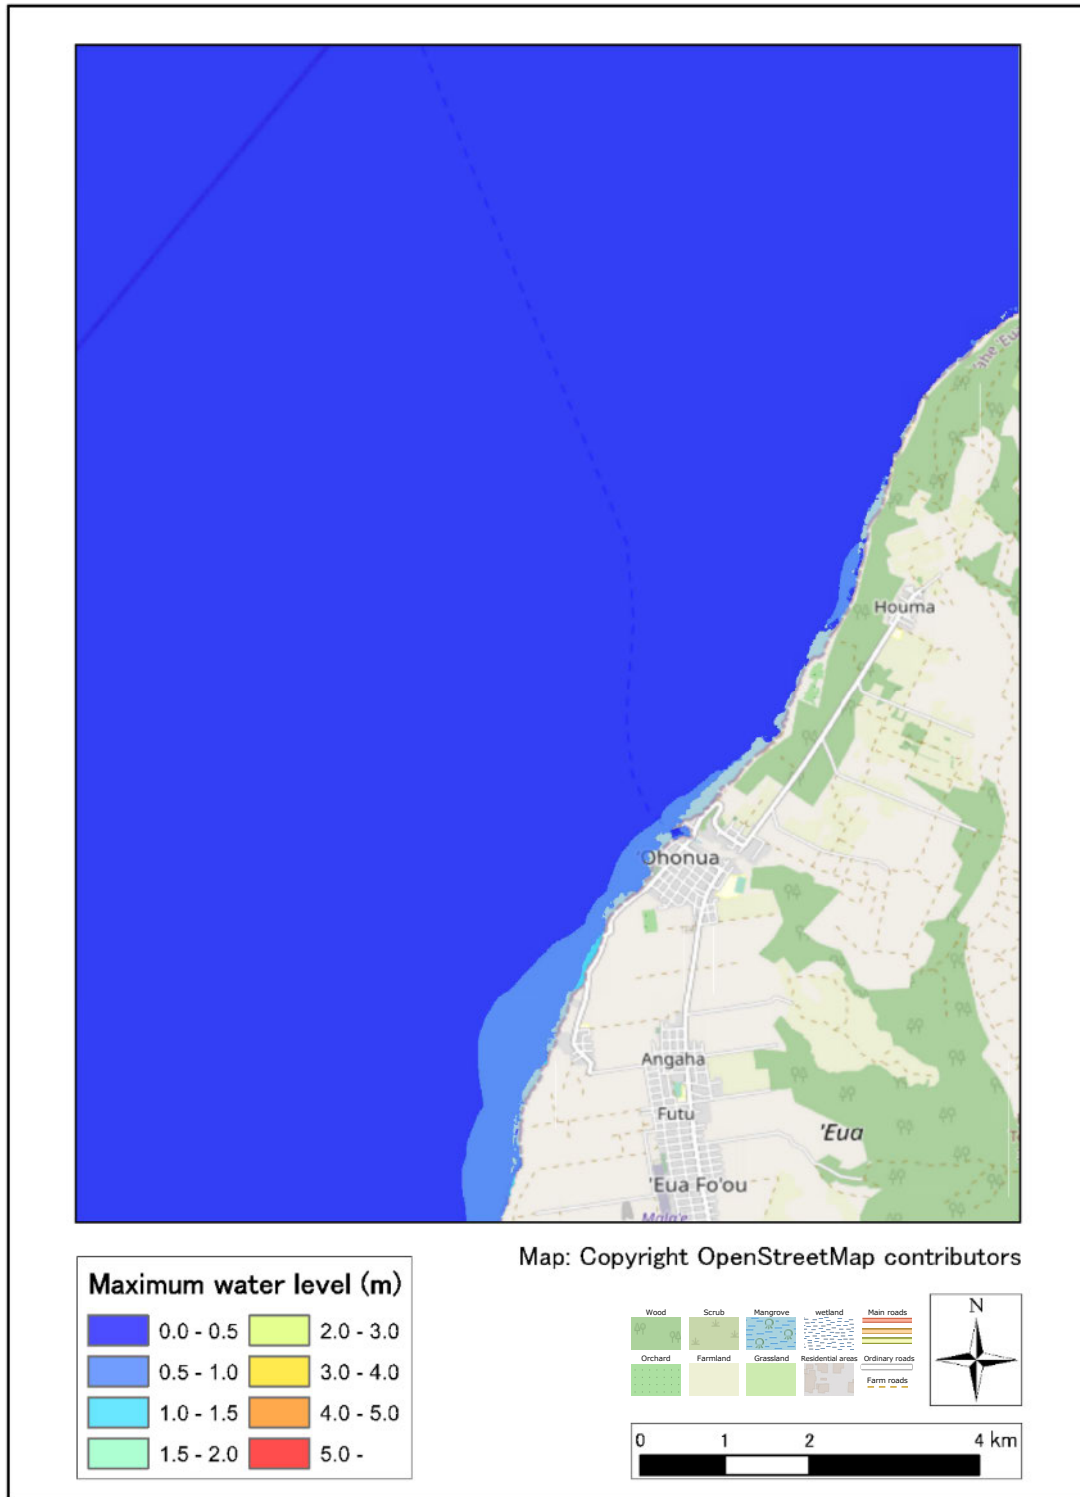 Houma
'Ohonua
Angaha
Futu
'Eua
'Eua Fo'ou
Map: Copyright OpenStreetMap contributors
Maximum water level (m)
0.0 - 0.5
2.0 - 3.0
0.5 - 1.0
3.0 - 4.0
1.0 - 1.5
4.0 - 5.0
1.5 - 2.0
5.0 -
Wood
Scrub
Mangrove
wetland
Main roads
Orchard
Farmland
Grassland
Residential areas
Ordinary roads
Farm roads
N
0 1 2 4 km